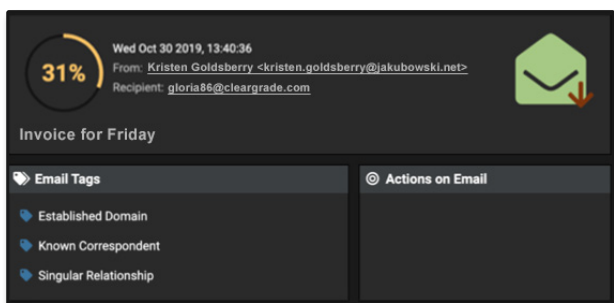 31%
Wed Oct 30 2019, 13:40:36
From: Kristen Goldsberry <kristen.goldsberry@jakubowski.net>
Recipient: gloria86@cleargrade.com
Invoice for Friday
Email Tags
Established Domain
Known Correspondent
Singular Relationship
Actions on Email